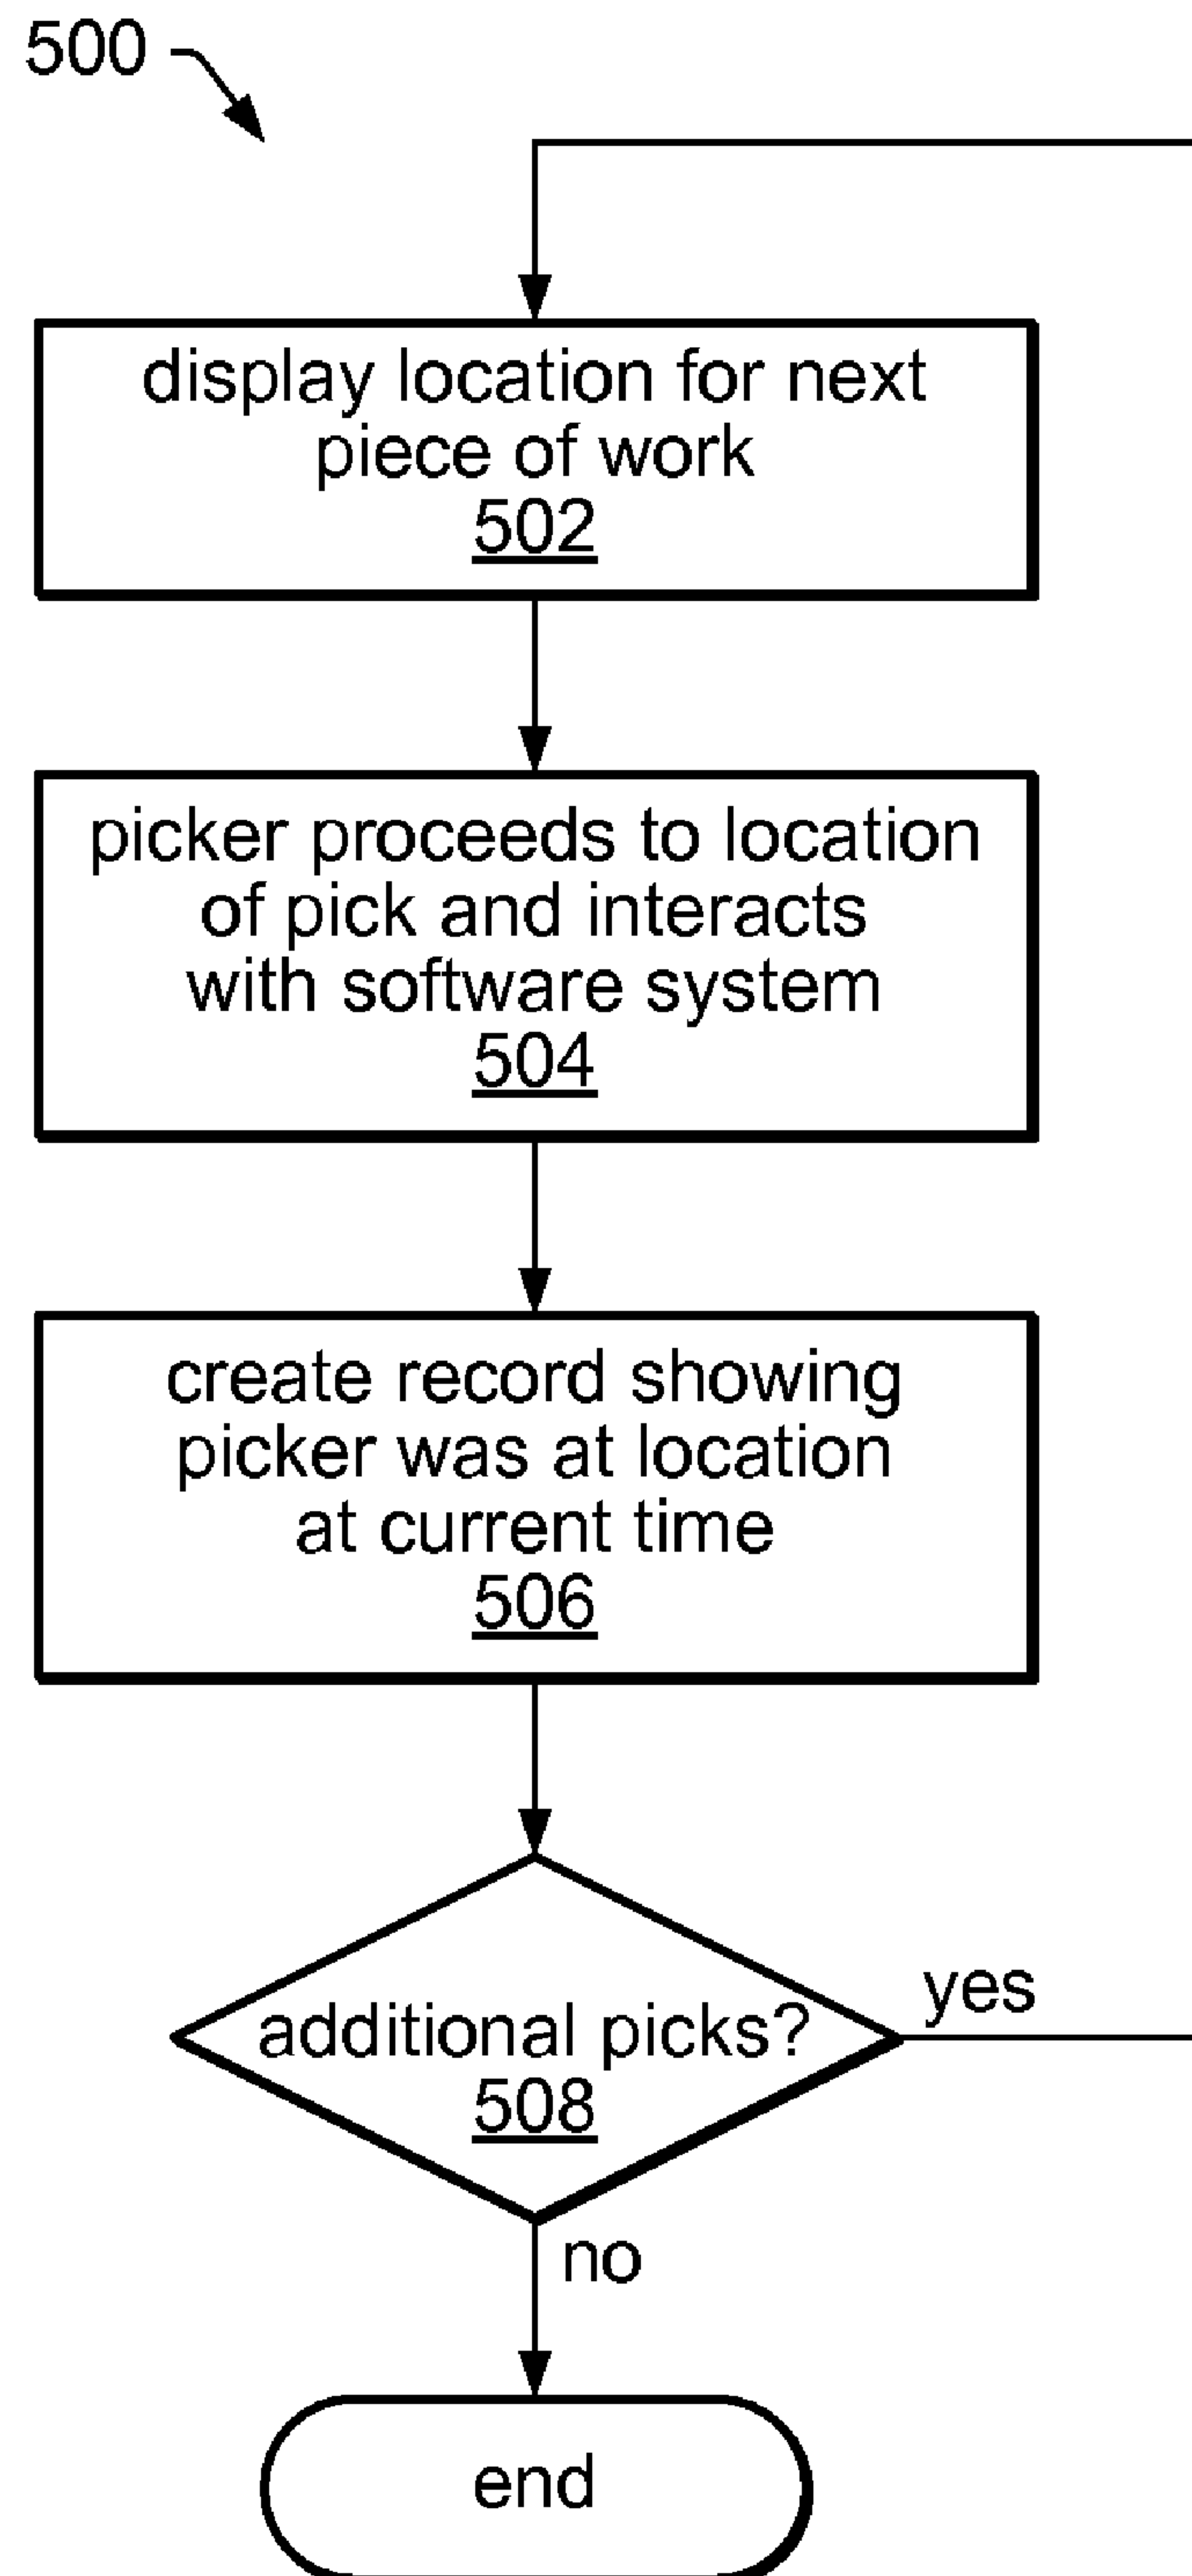 500
display location for next
piece of work
502
picker proceeds to location
of pick and interacts
with software system
504
create record showing
picker was at location
at current time
506
additional picks?
508
yes
no
end